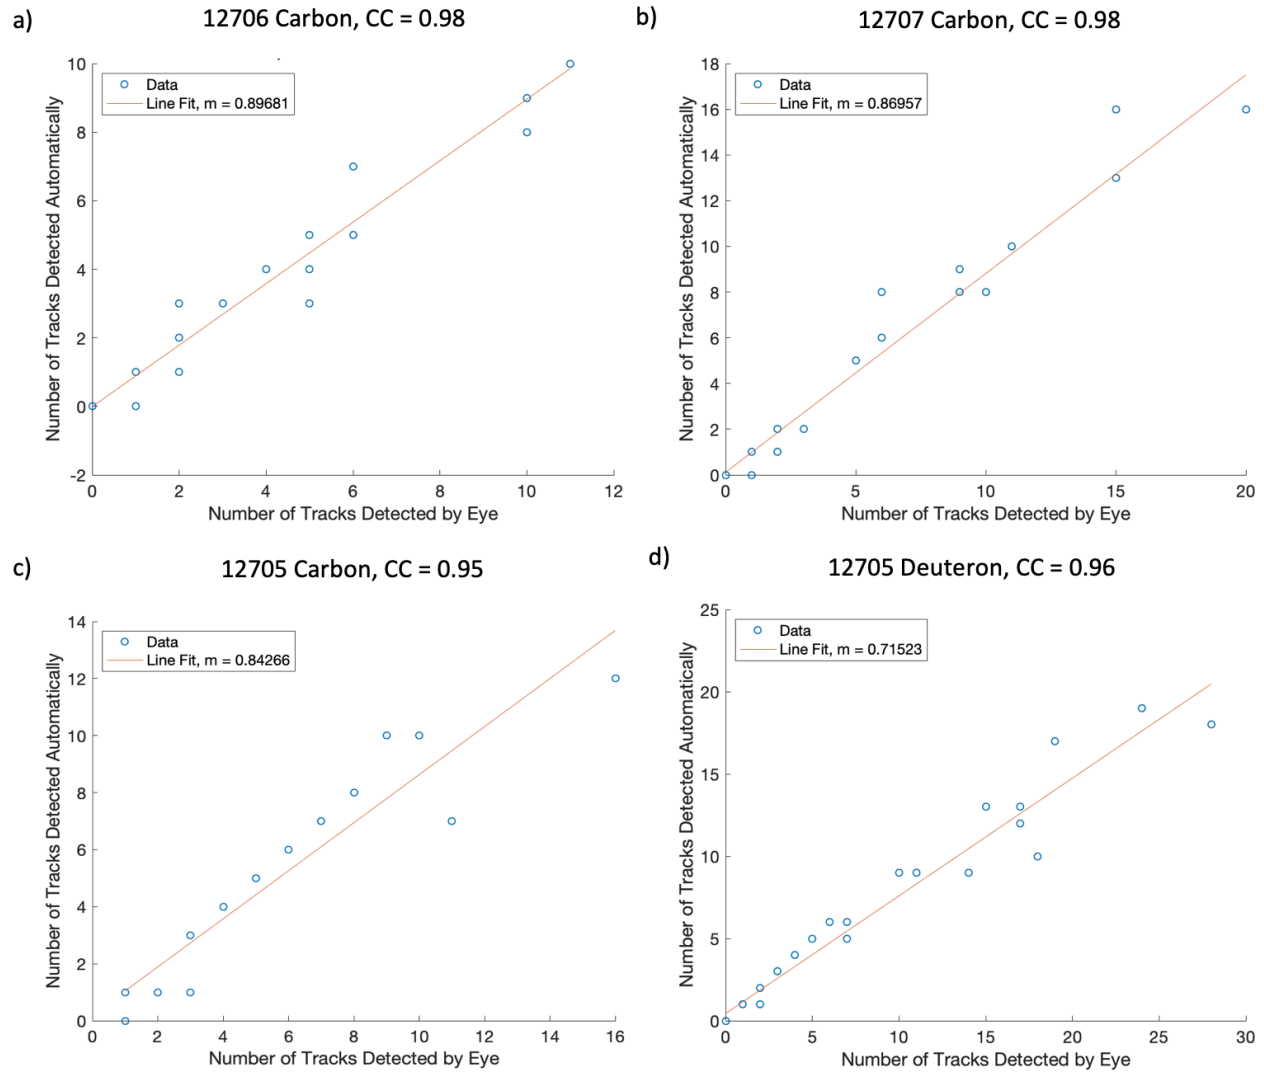 a)
12706 Carbon, CC = 0.98
10
8
6
4
2
0
-2
Number of Tracks Detected Automatically
Data
Line Fit, m = 0.89681
0 2 4 6 8 10 12
Number of Tracks Detected by Eye
b)
12707 Carbon, CC = 0.98
18
16
14
12
10
8
6
4
2
0
Number of Tracks Detected Automatically
Data
Line Fit, m = 0.86957
0 5 10 15 20
Number of Tracks Detected by Eye
c)
12705 Carbon, CC = 0.95
14
12
10
8
6
4
2
0
Number of Tracks Detected Automatically
Data
Line Fit, m = 0.84266
0 2 4 6 8 10 12 14 16
Number of Tracks Detected by Eye
d)
12705 Deuteron, CC = 0.96
25
20
15
10
5
0
Number of Tracks Detected Automatically
Data
Line Fit, m = 0.71523
0 5 10 15 20 25 30
Number of Tracks Detected by Eye